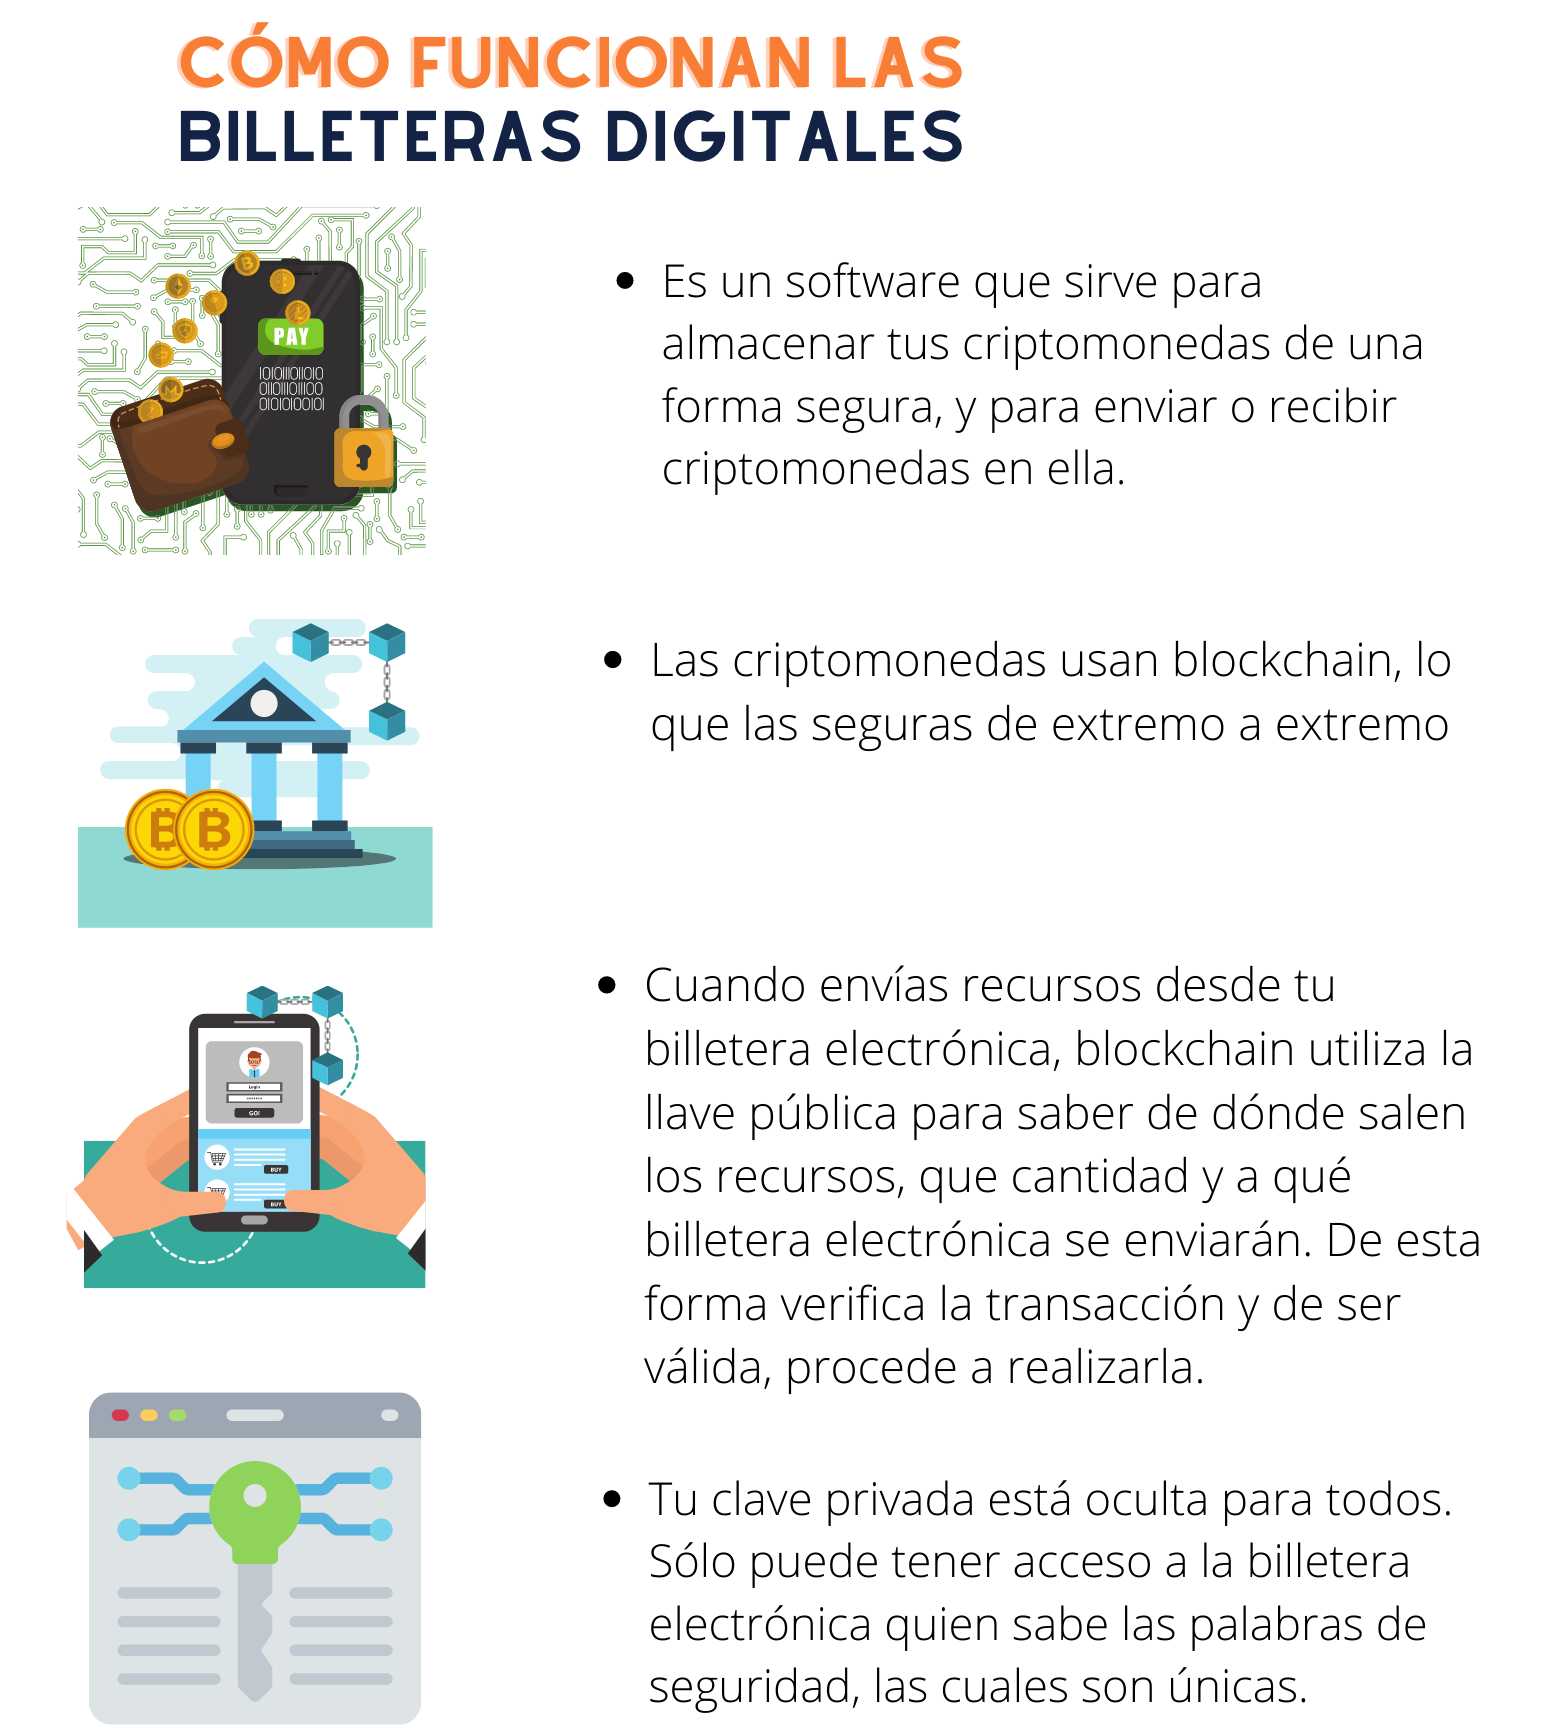 CÓMO FUNCIONAN LAS
BILLETERAS DIGITALES
PAY
1010111011010
0110111011100
0101010010101
• Es un software que sirve para
almacenar tus criptomonedas de una
forma segura, y para enviar o recibir
criptomonedas en ella.
• Las criptomonedas usan blockchain, lo
que las seguras de extremo a extremo
• Cuando envías recursos desde tu
billetera electrónica, blockchain utiliza la
llave pública para saber de dónde salen
los recursos, que cantidad y a qué
billetera electrónica se enviarán. De esta
forma verifica la transacción y de ser
válida, procede a realizarla.
Login
GO!
BUY
BUY
• Tu clave privada está oculta para todos.
Sólo puede tener acceso a la billetera
electrónica quien sabe las palabras de
seguridad, las cuales son únicas.